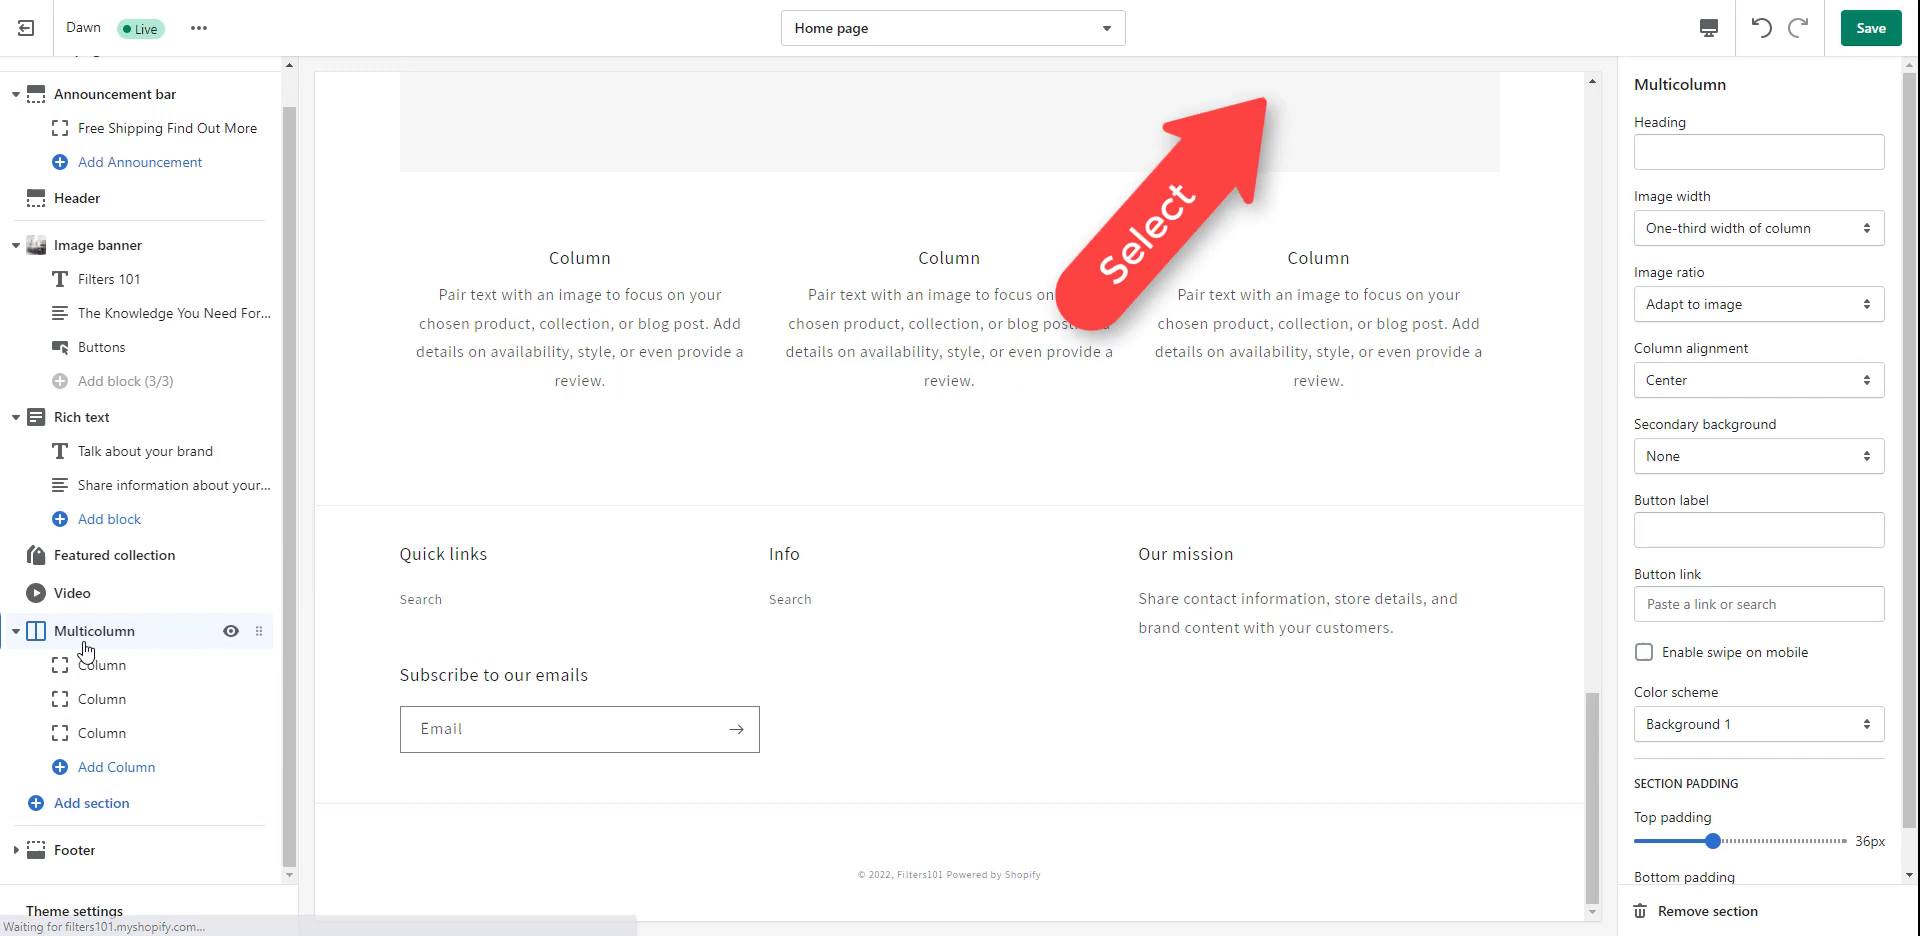 Dawn
Live
Home page
Save
Announcement bar
Free Shipping Find Out More
Add Announcement
Header
Image banner
Filters 101
The Knowledge You Need For...
Buttons
Add block (3/3)
Rich text
Talk about your brand
Share information about your...
Add block
Featured collection
Video
Multicolumn
Column
Column
Column
Add Column
Add section
Footer
Theme settings
Waiting for filters101.myshopify.com...
Select
Column
Pair text with an image to focus on your
chosen product, collection, or blog post. Add
details on availability, style, or even provide a
review.
Column
Pair text with an image to focus on
chosen product, collection, or blog post.
details on availability, style, or even provide a
review.
Column
Pair text with an image to focus on your
chosen product, collection, or blog post. Add
details on availability, style, or even provide a
review.
Quick links
Search
Info
Search
Our mission
Share contact information, store details, and
brand content with your customers.
Subscribe to our emails
Email
© 2022, Filters101 Powered by Shopify
Multicolumn
Heading
Image width
One-third width of column
Image ratio
Adapt to image
Column alignment
Center
Secondary background
None
Button label
Button link
Paste a link or search
Enable swipe on mobile
Color scheme
Background 1
SECTION PADDING
Top padding
36px
Bottom padding
Remove section